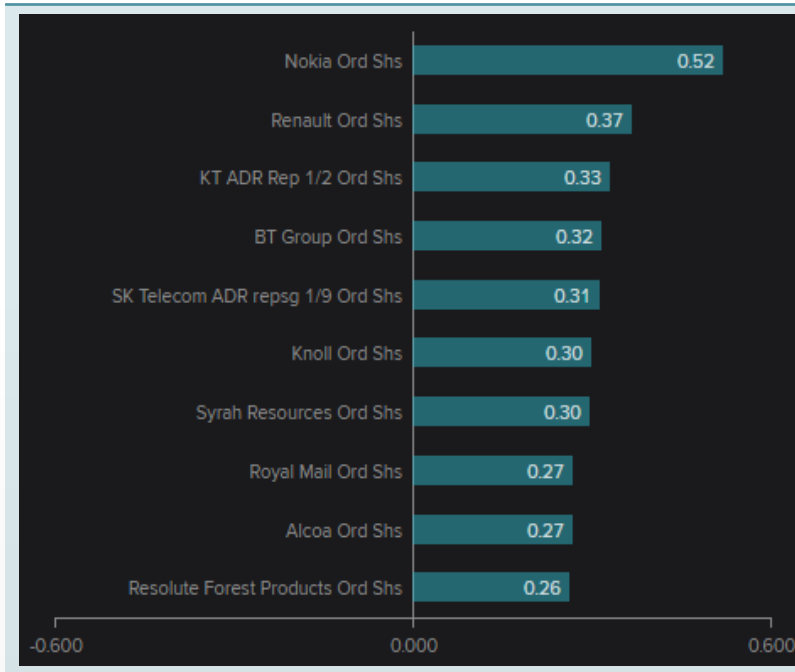 Nokia Ord Shs 0.52
Renault Ord Shs 0.37
KT ADR Rep 1/2 Ord Shs 0.33
BT Group Ord Shs 0.32
SK Telecom ADR repsg 1/9 Ord Shs 0.31
Knoll Ord Shs 0.30
Syrah Resources Ord Shs 0.30
Royal Mail Ord Shs 0.27
Alcoa Ord Shs 0.27
Resolute Forest Products Ord Shs 0.26
-0.600 0.000 0.600